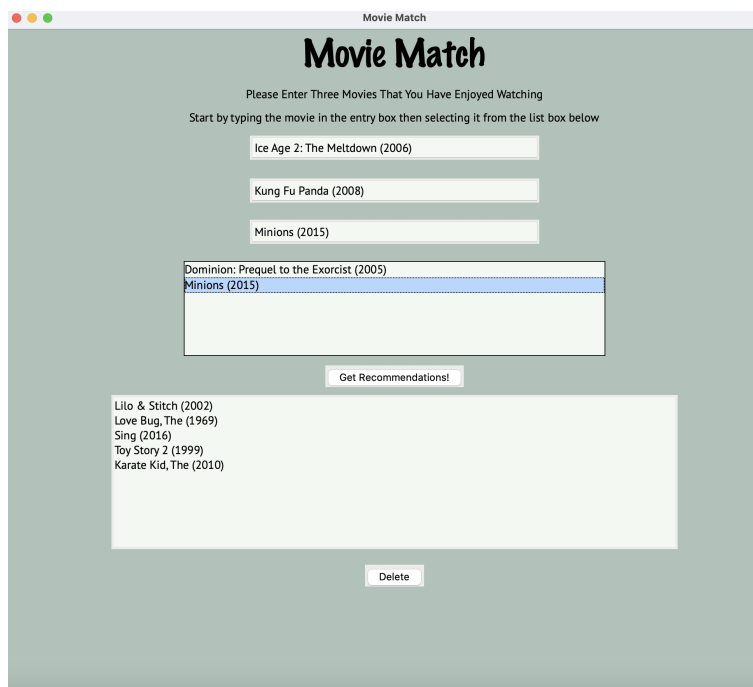 Movie Match
Movie Match
Please Enter Three Movies That You Have Enjoyed Watching
Start by typing the movie in the entry box then selecting it from the list box below
Ice Age 2: The Meltdown (2006)
Kung Fu Panda (2008)
Minions (2015)
Dominion: Prequel to the Exorcist (2005)
Minions (2015)
Get Recommendations!
Lilo & Stitch (2002)
Love Bug, The (1969)
Sing (2016)
Toy Story 2 (1999)
Karate Kid, The (2010)
Delete